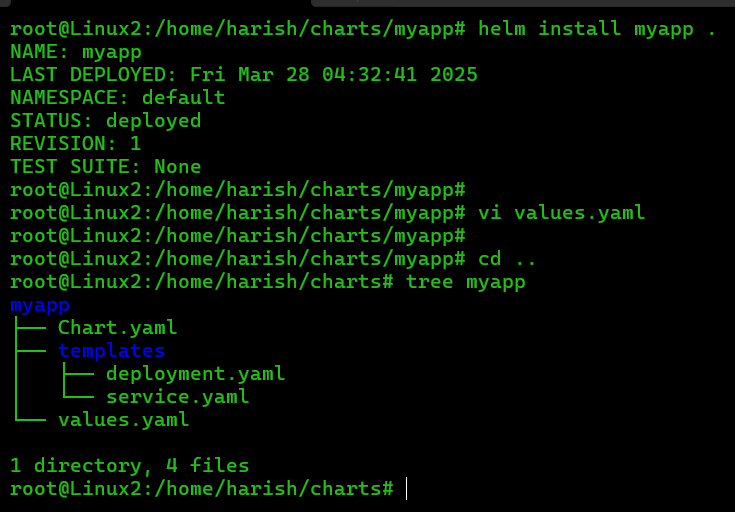 root@Linux2:/home/harish/charts/myapp# helm install myapp .
NAME: myapp
LAST DEPLOYED: Fri Mar 28 04:32:41 2025
NAMESPACE: default
STATUS: deployed
REVISION: 1
TEST SUITE: None
root@Linux2:/home/harish/charts/myapp#
root@Linux2:/home/harish/charts/myapp# vi values.yaml
root@Linux2:/home/harish/charts/myapp#
root@Linux2:/home/harish/charts/myapp# cd ..
root@Linux2:/home/harish/charts# tree myapp
myapp
├── Chart.yaml
├── templates
│   ├── deployment.yaml
│   └── service.yaml
└── values.yaml

1 directory, 4 files
root@Linux2:/home/harish/charts#